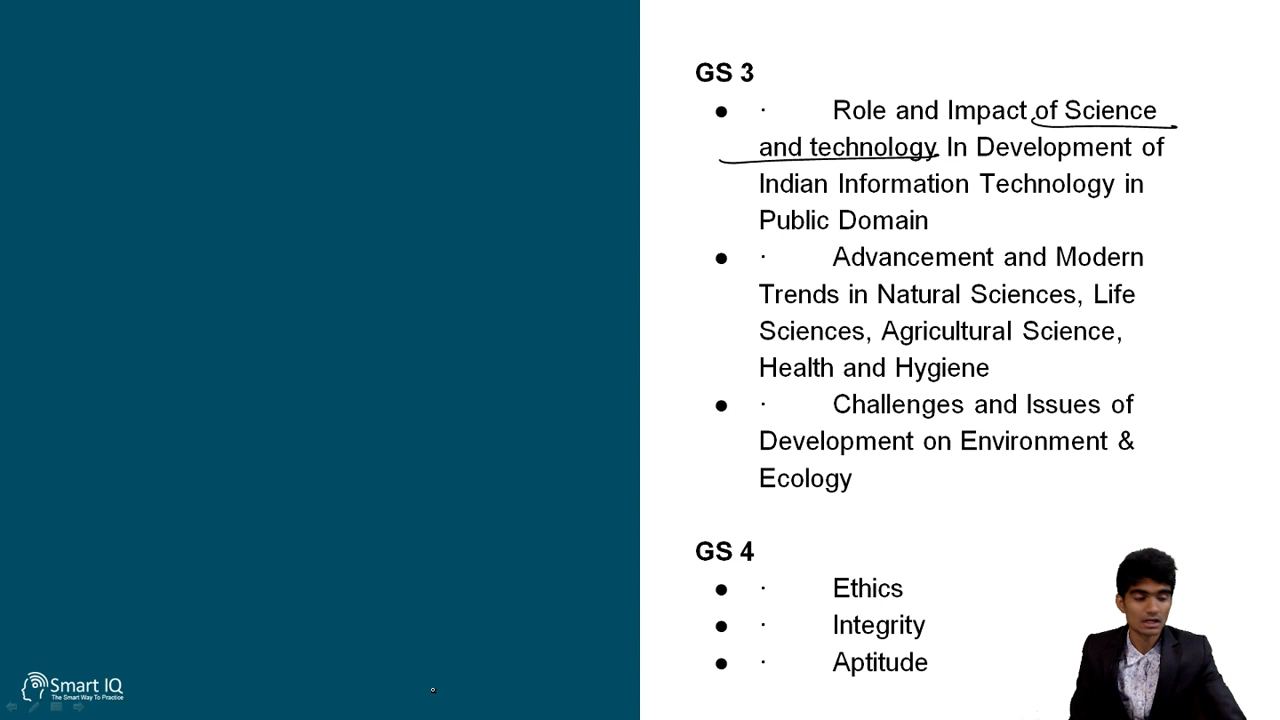 GS 3
● · Role and Impact of Science
and technology In Development of
Indian Information Technology in
Public Domain
● · Advancement and Modern
Trends in Natural Sciences, Life
Sciences, Agricultural Science,
Health and Hygiene
● · Challenges and Issues of
Development on Environment &
Ecology
GS 4
● · Ethics
● · Integrity
● · Aptitude
Smart IQ
The Smart Way To Practice